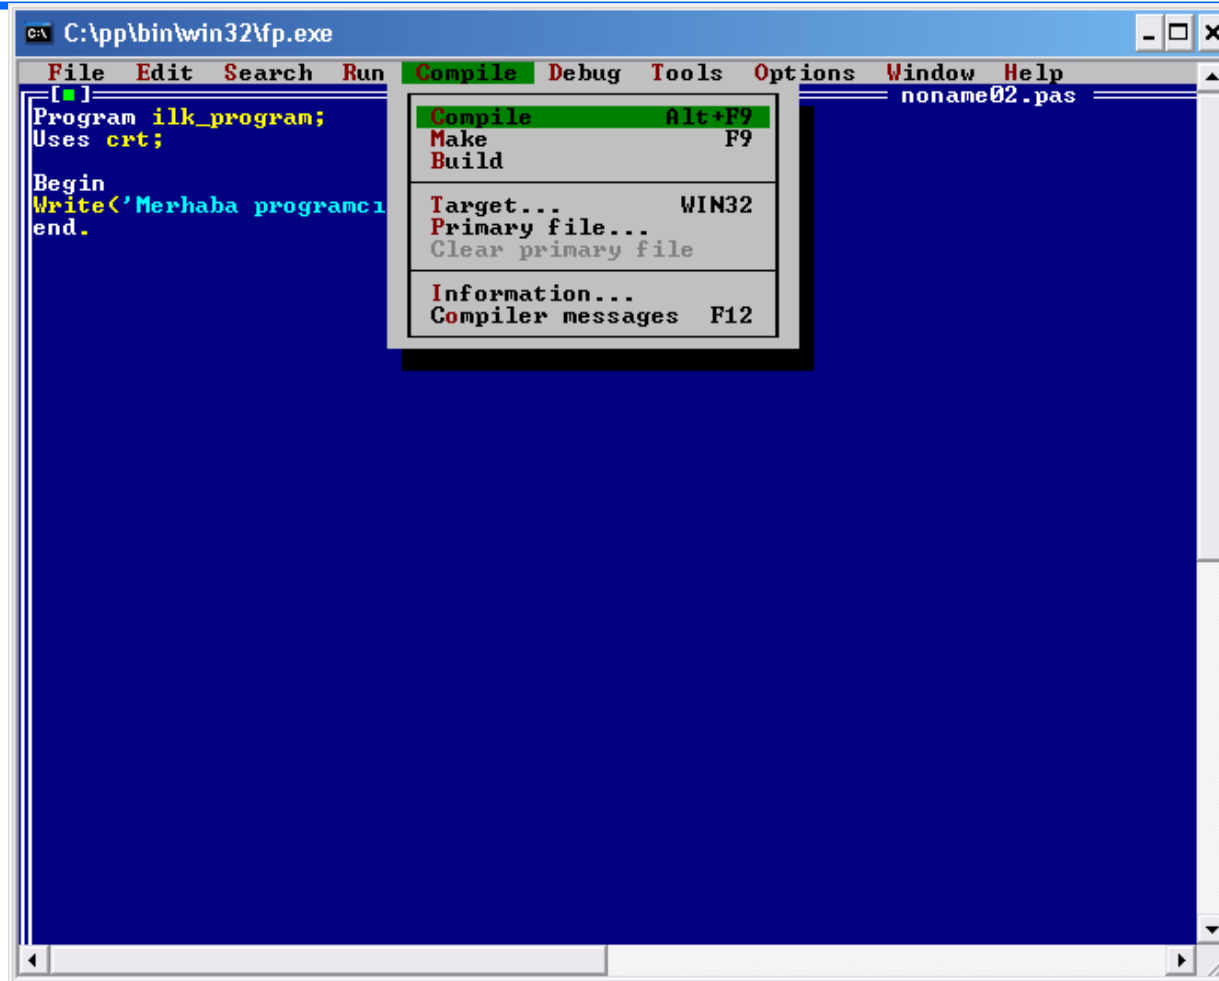 C:\pp\bin\win32\fp.exe
File Edit Search Run Compile Debug Tools Options Window Help
noname02.pas
Program ilk_program;
Uses crt;
Begin
Write('Merhaba programcı
end.
Compile Alt+F9
Make F9
Build
Target... WIN32
Primary file...
Clear primary file
Information...
Compiler messages F12